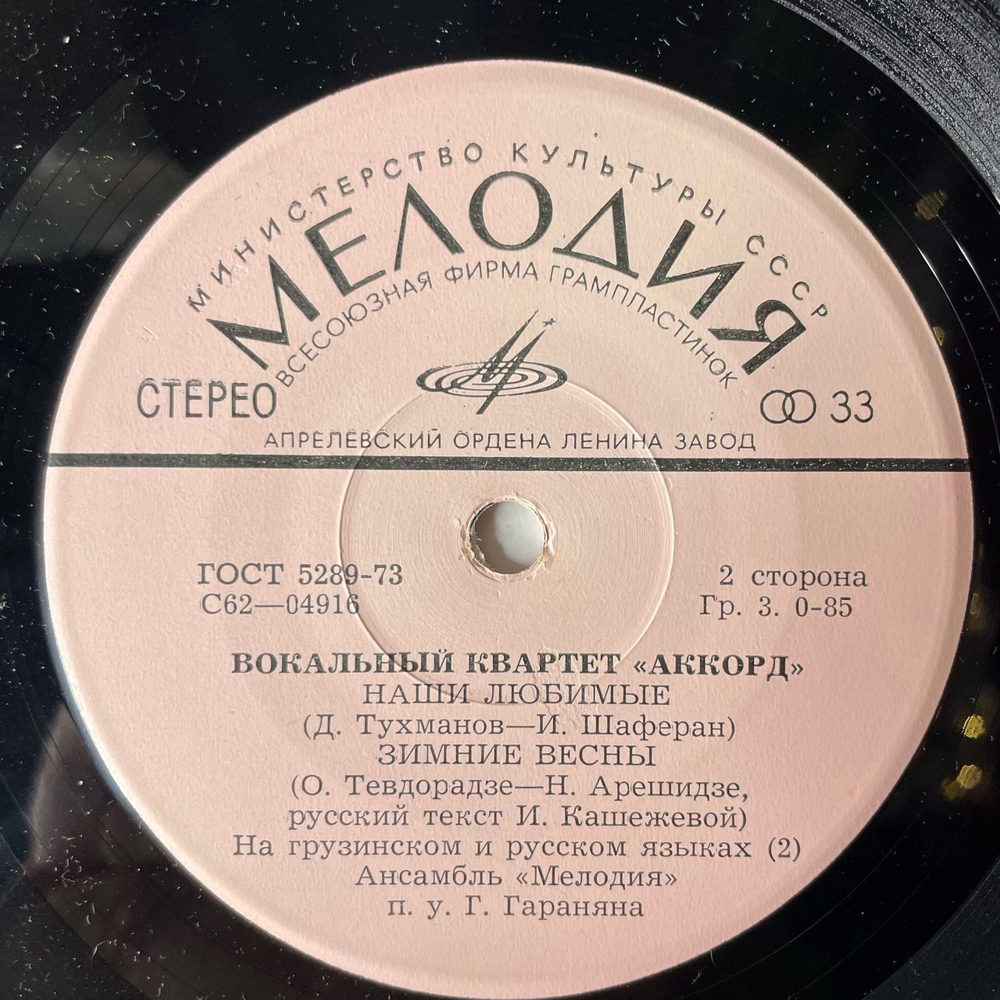 МИНИСТЕРСТВО КУЛЬТУРЫ СССР
МЕЛОДИЯ
ВСЕСОЮЗНАЯ ФИРМА ГРАМПЛАСТИНОК
СТЕРЕО
33
АПРЕЛЕВСКИЙ ОРДЕНА ЛЕНИНА ЗАВОД
ГОСТ 5289-73
2 сторона
С62—04916
Гр. 3. 0-85
ВОКАЛЬНЫЙ КВАРТЕТ «АККОРД»
НАШИ ЛЮБИМЫЕ
(Д. Тухманов—И. Шаферан)
ЗИМНИЕ ВЕСНЫ
(О. Тевдорадзе—Н. Арешидзе,
русский текст И. Кашежевой)
На грузинском и русском языках (2)
Ансамбль «Мелодия»
п. у. Г. Гараняна